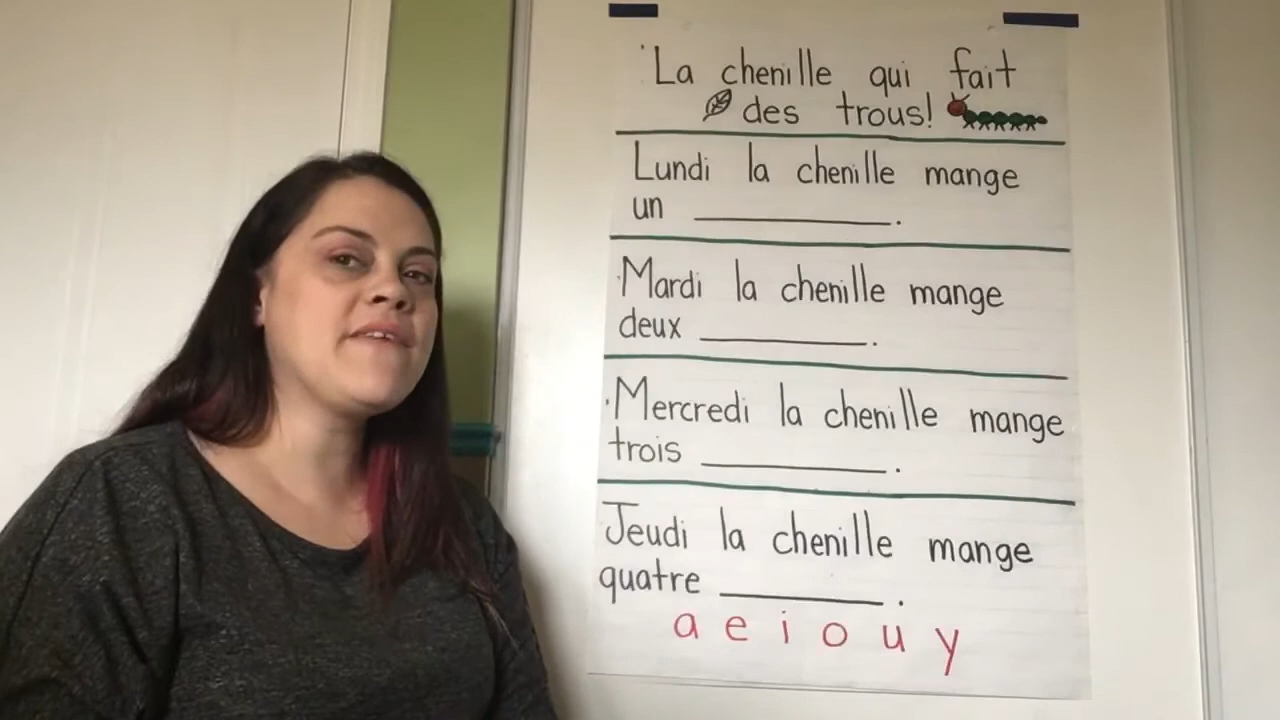 La chenille qui fait
des trous!
Lundi la chenille mange
un ________.
Mardi la chenille mange
deux ________.
Mercredi la chenille mange
trois ________.
Jeudi la chenille mange
quatre ________.
a e i o u y